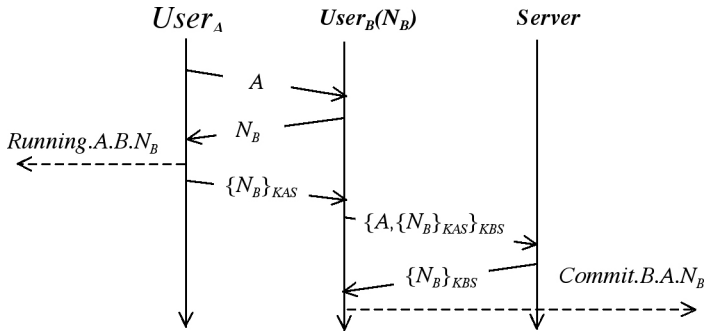 User_A User_B(N_B) Server
A
N_B
Running.A.B.N_B
{N_B}_KAS
{A,{N_B}_KAS}_KBS
{N_B}_KBS
Commit.B.A.N_B